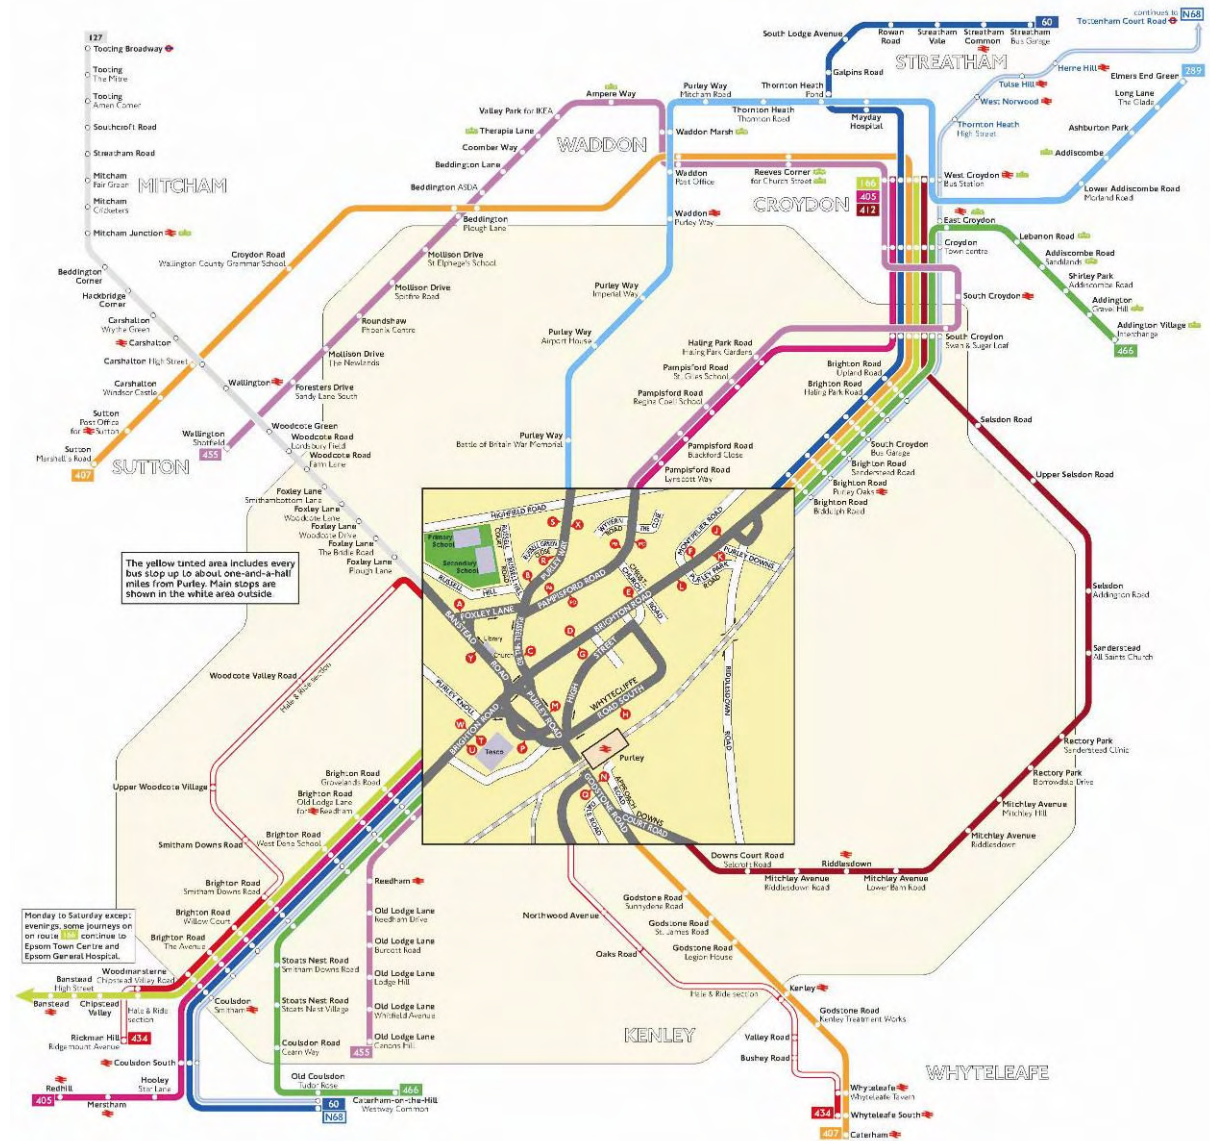 127
Tooting Broadway
Tooting
The Mitre
Tooting
Amen Corner
Southcroft Road
Streatham Road
Mitcham
Fair Green
MITCHAM
Mitcham
Cricketers
Mitcham Junction
Beddington
Corner
Hackbridge
Corner
Carshalton
Wrythe Green
Carshalton
Carshalton High Street
Carshalton
Windsor Castle
Sutton
Post Office
for Sutton
Sutton
Marshall's Road
407
SUTTON
Wallington
Wallington
Shotfield
455
Woodcote Green
Woodcote Road
Lordsbury Field
Woodcote Road
Farm Lane
Foxley Lane
Smithambottom Lane
Foxley Lane
Woodcote Lane
Foxley Lane
Woodcote Drive
Foxley Lane
The Bridle Road
Foxley Lane
Plough Lane
Croydon Road
Wallington County Grammar School
Foresters Drive
Sandy Lane South
Mollison Drive
The Newlands
Roundshaw
Phoenix Centre
Mollison Drive
Spitfire Road
Mollison Drive
St Elphege's School
Beddington
Plough Lane
Beddington ASDA
Beddington Lane
Coomber Way
Therapia Lane
Valley Park for IKEA
Ampere Way
WADDON
Purley Way
Mitcham Road
Waddon Marsh
Waddon
Post Office
Waddon
Purley Way
Purley Way
Imperial Way
Purley Way
Airport House
Purley Way
Battle of Britain War Memorial
Thornton Heath
Thornton Road
Thornton Heath
Pond
Mayday
Hospital
Galpins Road
South Lodge Avenue
Rowan
Road
Streatham
Vale
Streatham
Common
Streatham
Bus Garage
60
STREATHAM
continues to N68
Tottenham Court Road
Herne Hill
Tulse Hill
West Norwood
Thornton Heath
High Street
289
Elmers End Green
Long Lane
The Glade
Ashburton Park
Addiscombe
Lower Addiscombe Road
Morland Road
Reeves Corner
for Church Street
CROYDON
166
405
412
West Croydon
Bus Station
East Croydon
Croydon
Town centre
Lebanon Road
Addiscombe Road
Sandilands
Shirley Park
Addiscombe Road
Addington
Gravel Hill
Addington Village
Interchange
466
South Croydon
South Croydon
Swan & Sugar Loaf
Haling Park Road
Haling Park Gardens
Pampisford Road
St. Giles School
Pampisford Road
Regina Coeli School
Pampisford Road
Blackford Close
Pampisford Road
Lynscott Way
Brighton Road
Upland Road
Brighton Road
Haling Park Road
South Croydon
Bus Garage
Brighton Road
Sanderstead Road
Brighton Road
Purley Oaks
Brighton Road
Biddulph Road
Selsdon Road
Upper Selsdon Road
Selsdon
Addington Road
Sanderstead
All Saints Church
Rectory Park
Sanderstead Clinic
Rectory Park
Borrowdale Drive
Mitchley Avenue
Mitchley Hill
Mitchley Avenue
Riddlesdown
Mitchley Avenue
Lower Barn Road
Riddlesdown
Mitchley Avenue
Riddlesdown Road
Downs Court Road
Selcroft Road
The yellow tinted area includes every
bus stop up to about one-and-a-half
miles from Purley. Main stops are
shown in the white area outside.
HIGHFIELD ROAD
Primary
School
Secondary
School
RUSSELL
COURT
ROAD
RUSSELL HILL
RUSSELL GREEN
CLOSE
PURLEY WAY
WYVERN
ROAD
THE CLOSE
MONTPELIER ROAD
PURLEY DOWNS
PURLEY PARK
ROAD
CHRIST
CHURCH
ROAD
PAMPISFORD ROAD
FOXLEY LANE
BANSTEAD
ROAD
RUSSELL HILL RD
BRIGHTON ROAD
Library
Church
HIGH
STREET
WHYTECLIFFE
ROAD SOUTH
PURLEY KNOLL
PURLEY ROAD
BRIGHTON ROAD
Tesco
Purley
RIDDLESDOWN
ROAD
GODSTONE ROAD
APPROACH
ROAD
DOWNS
COURT ROAD
DALE ROAD
S
X
R
B
A
D
E
F
G
J
K
L
C
Y
M
W
T
U
P
H
N
Q
Woodcote Valley Road
Hale & Ride section
Upper Woodcote Village
Smitham Downs Road
Brighton Road
Grovelands Road
Brighton Road
Old Lodge Lane
for Reedham
Brighton Road
West Dene School
Brighton Road
Smitham Downs Road
Brighton Road
Willow Court
Brighton Road
The Avenue
Monday to Saturday except
evenings, some journeys on
on route 166 continue to
Epsom Town Centre and
Epsom General Hospital.
Woodmansterne
Chipstead Valley Road
Banstead
High Street
Banstead
Chipstead
Valley
Hale & Ride
section
Rickman Hill
Ridgemount Avenue
434
Coulsdon South
Redhill
405
Merstham
Hooley
Star Lane
Coulsdon
Smitham
Stoats Nest Road
Smitham Downs Road
Stoats Nest Road
Stoats Nest Village
Coulsdon Road
Cearn Way
Old Coulsdon
Tudor Rose
466
Caterham-on-the-Hill
Westway Common
60
N68
Reedham
Old Lodge Lane
Reedham Drive
Old Lodge Lane
Burcott Road
Old Lodge Lane
Lodge Hill
Old Lodge Lane
Whitfield Avenue
Old Lodge Lane
Canons Hill
455
Northwood Avenue
Oaks Road
Hale & Ride section
Godstone Road
Sunnydene Road
Godstone Road
St. James Road
Godstone Road
Legion House
Kenley
Godstone Road
Kenley Treatment Works
KENLEY
Valley Road
Bushey Road
WHYTELEAFE
Whyteleafe
Whyteleafe Tavern
434
Whyteleafe South
407
Caterham